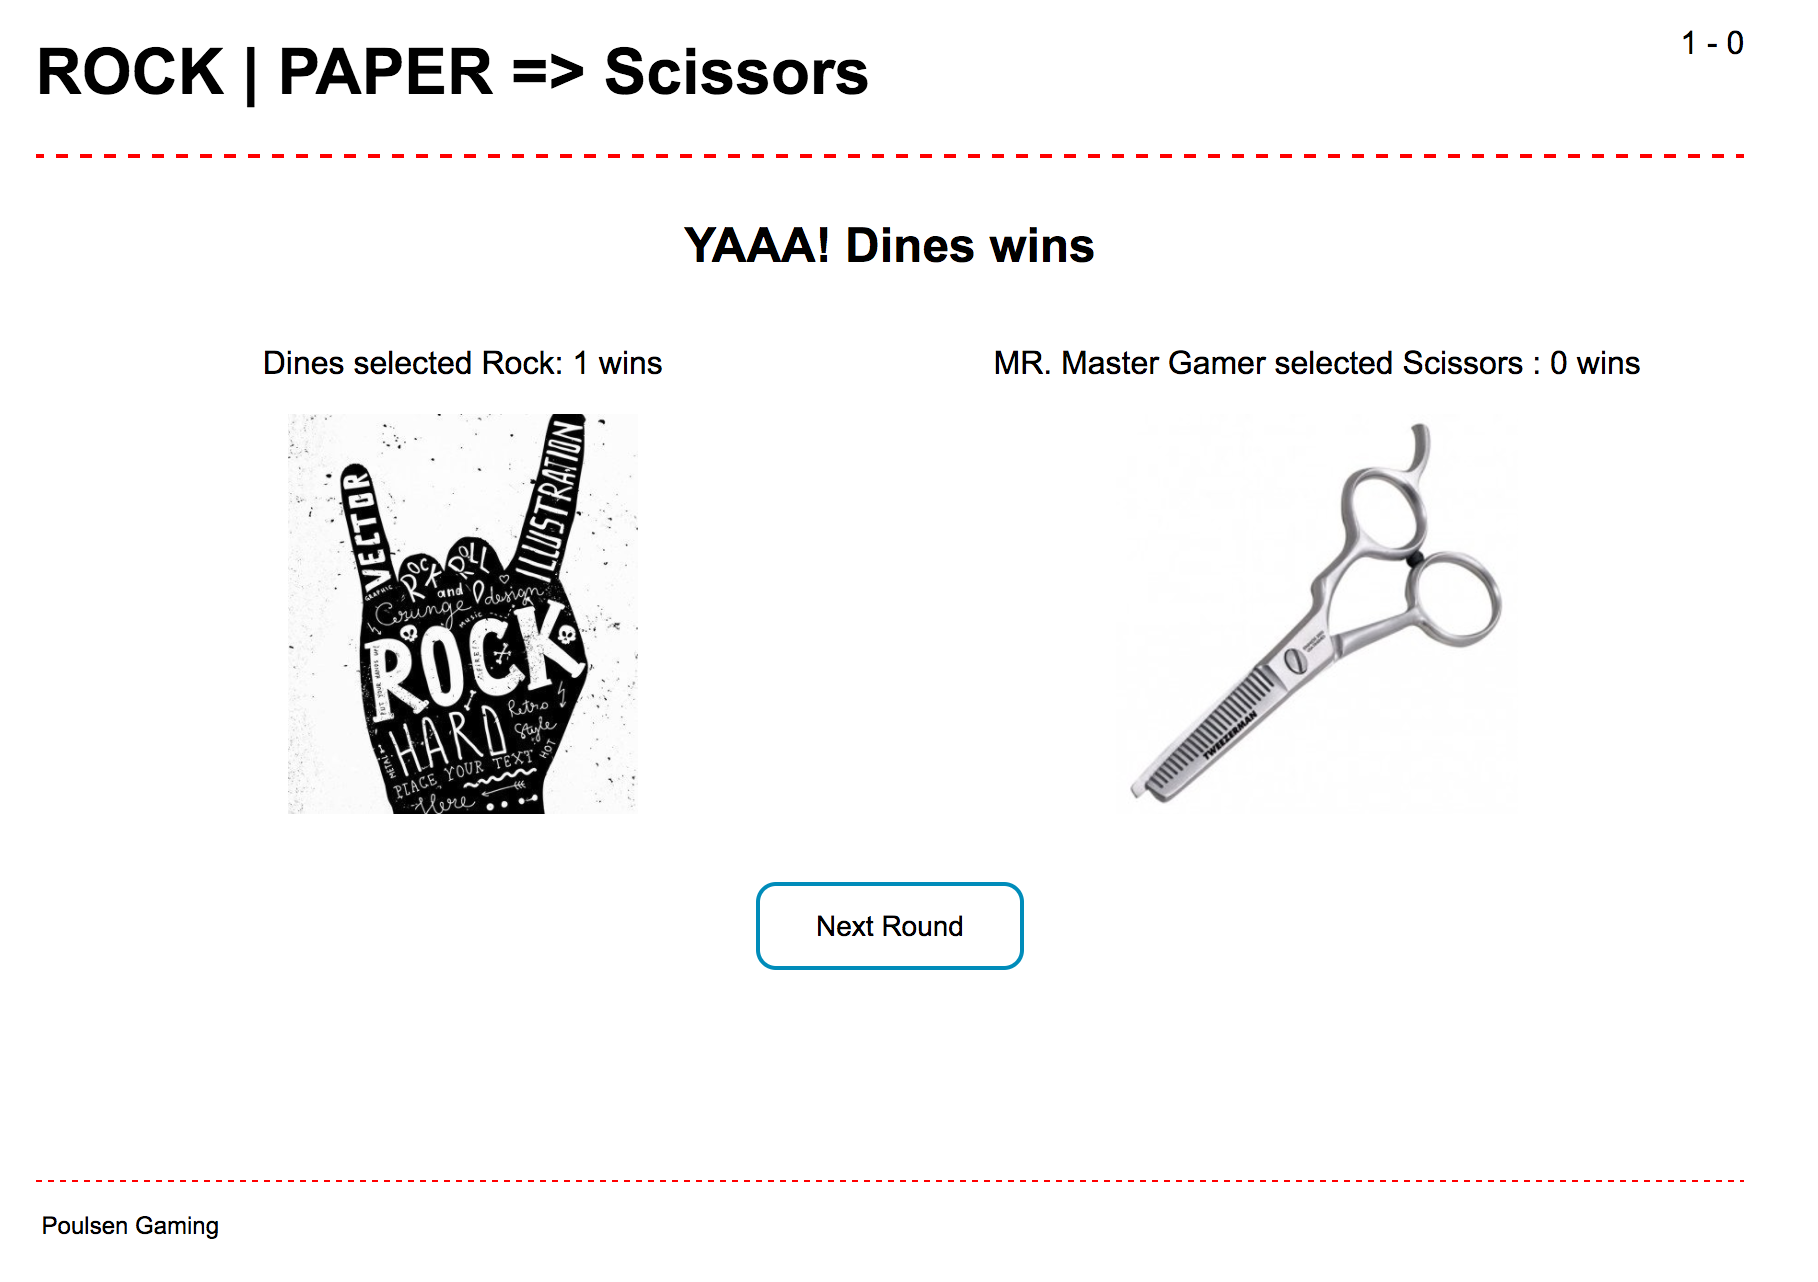 ROCK | PAPER => Scissors
1 - 0
YAAA! Dines wins
Dines selected Rock: 1 wins
MR. Master Gamer selected Scissors : 0 wins
VECTOR
ILLUSTRATION
GRAPHIC
ROCK
and
ROLL
Grunge
design
MUSIC
ROCK
FIRE
PUT YOUR HANDS UP!
HARD
Retro
Style
METAL
HOT
PLACE YOUR TEXT
Here
TWEEZERMAN
Next Round
Poulsen Gaming